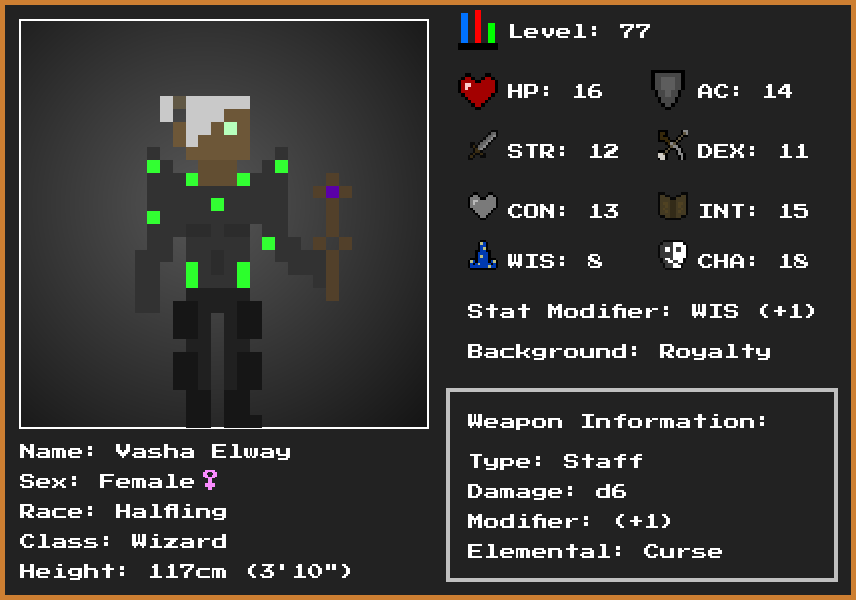 Level: 77
HP: 16
AC: 14
STR: 12
DEX: 11
CON: 13
INT: 15
WIS: 8
CHA: 18
Stat Modifier: WIS (+1)
Background: Royalty
Weapon Information:
Type: Staff
Damage: d6
Modifier: (+1)
Elemental: Curse
Name: Vasha Elway
Sex: Female♀
Race: Halfling
Class: Wizard
Height: 117cm (3'10")